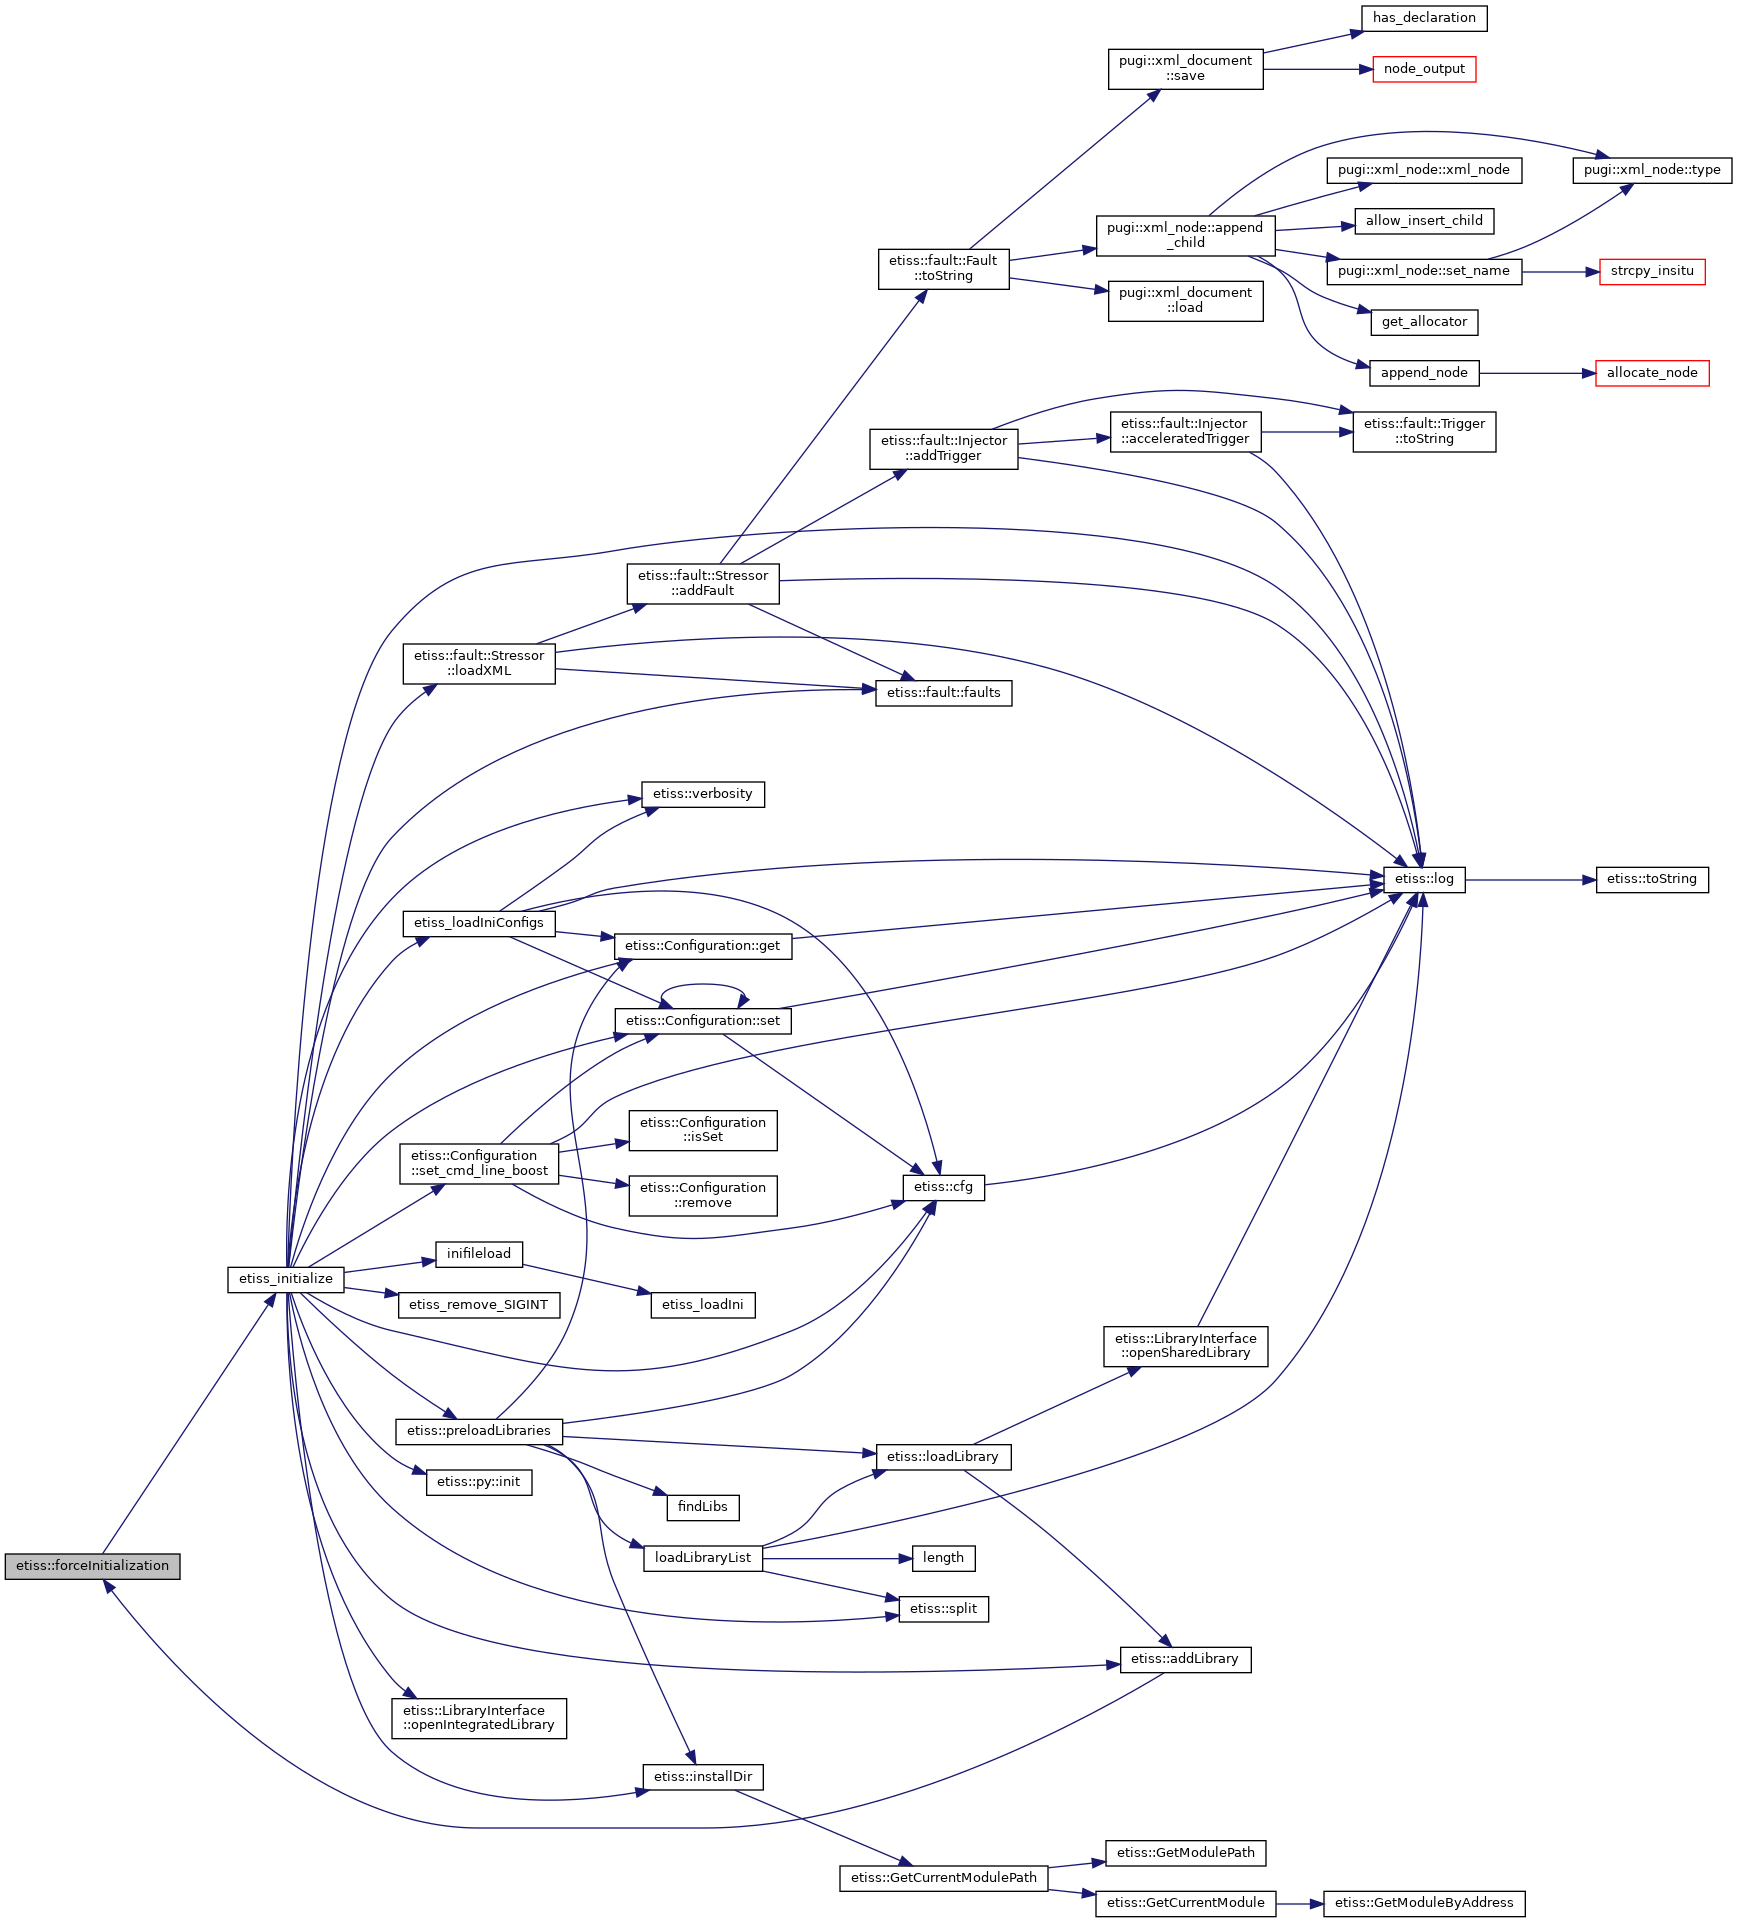 has_declaration
pugi::xml_document
::save
node_output
pugi::xml_node::xml_node
pugi::xml_node::type
allow_insert_child
pugi::xml_node::append
_child
etiss::fault::Fault
::toString
pugi::xml_node::set_name
strcpy_insitu
pugi::xml_document
::load
get_allocator
append_node
allocate_node
etiss::fault::Injector
::acceleratedTrigger
etiss::fault::Trigger
::toString
etiss::fault::Injector
::addTrigger
etiss::fault::Stressor
::addFault
etiss::fault::Stressor
::loadXML
etiss::fault::faults
etiss::verbosity
etiss::log
etiss::toString
etiss_loadIniConfigs
etiss::Configuration::get
etiss::Configuration::set
etiss::Configuration
::isSet
etiss::Configuration
::set_cmd_line_boost
etiss::Configuration
::remove
etiss::cfg
inifileload
etiss_initialize
etiss_remove_SIGINT
etiss_loadIni
etiss::LibraryInterface
::openSharedLibrary
etiss::preloadLibraries
etiss::loadLibrary
etiss::py::init
findLibs
loadLibraryList
length
etiss::forceInitialization
etiss::split
etiss::addLibrary
etiss::LibraryInterface
::openIntegratedLibrary
etiss::installDir
etiss::GetModulePath
etiss::GetCurrentModulePath
etiss::GetCurrentModule
etiss::GetModuleByAddress